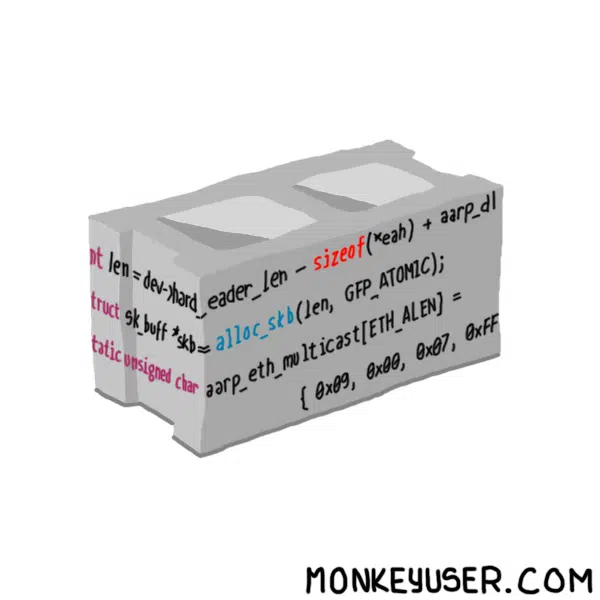 nt len = dev->hard_eader_len - sizeof(*eah) + aarp_dl
truct sk_buff *skb= alloc_skb(len, GFP_ATOMIC);
tatic unsigned char aarp_eth_multicast[ETH_ALEN] =
{ 0x09, 0x00, 0x07, 0xFF
MONKEYUSER.COM